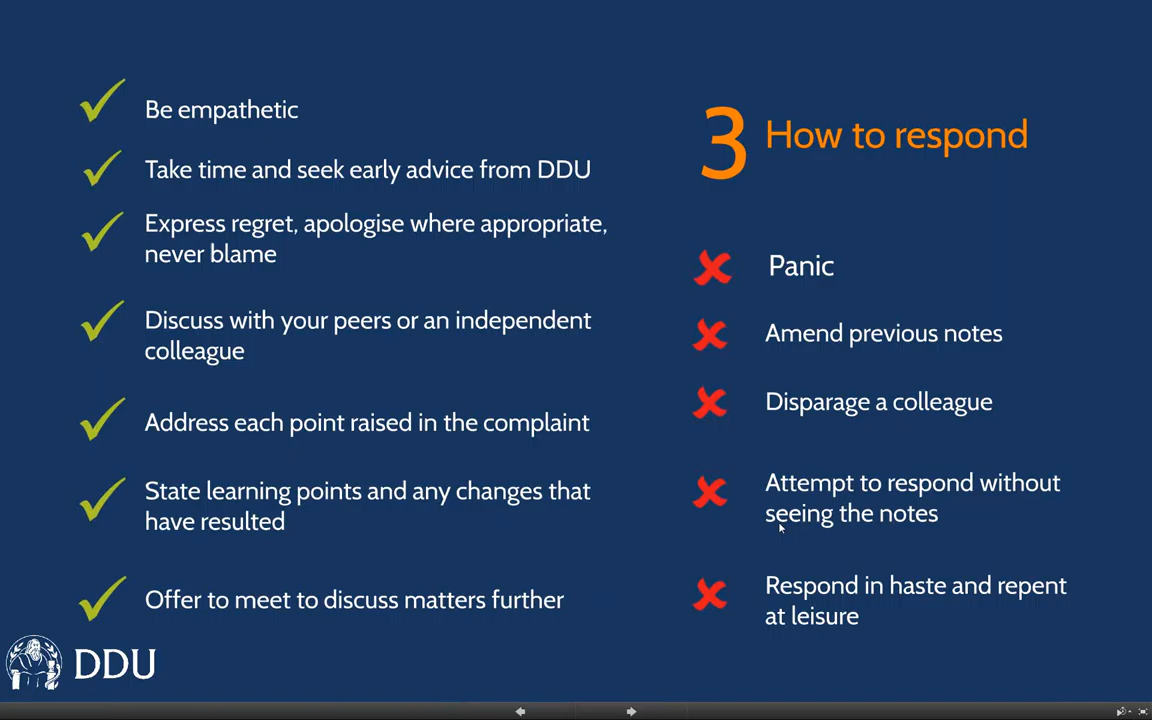 Be empathetic
Take time and seek early advice from DDU
Express regret, apologise where appropriate,
never blame
Discuss with your peers or an independent
colleague
Address each point raised in the complaint
State learning points and any changes that
have resulted
Offer to meet to discuss matters further
3 How to respond
Panic
Amend previous notes
Disparage a colleague
Attempt to respond without
seeing the notes
Respond in haste and repent
at leisure
DDU